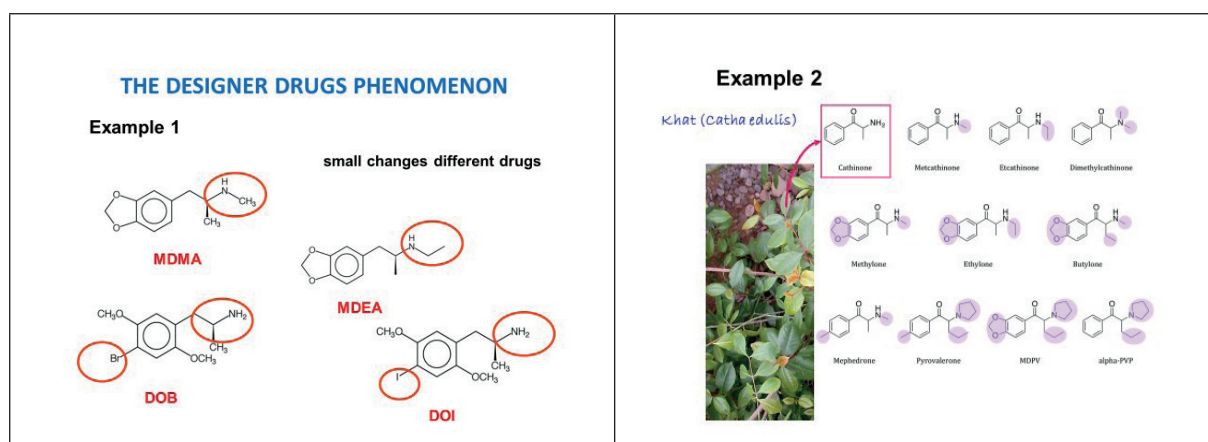 THE DESIGNER DRUGS PHENOMENON
Example 1
small changes different drugs
H
N
CH₃
CH₃
O
O
MDMA
H
N
O
O
MDEA
OCH₃
NH₂
CH₃
Br
OCH₃
DOB
OCH₃
NH₂
CH₃
I
OCH₃
DOI
Example 2
Khat (Catha edulis)
O
NH₂
Cathinone
O
H
N
Metcathinone
O
H
N
Etcathinone
O
N
Dimethylcathinone
O
O
O
H
N
Methylone
O
O
O
H
N
Ethylone
O
O
O
H
N
Butylone
O
H
N
Mephedrone
O
N
Pyrovalerone
O
O
O
N
MDPV
O
N
alpha-PVP